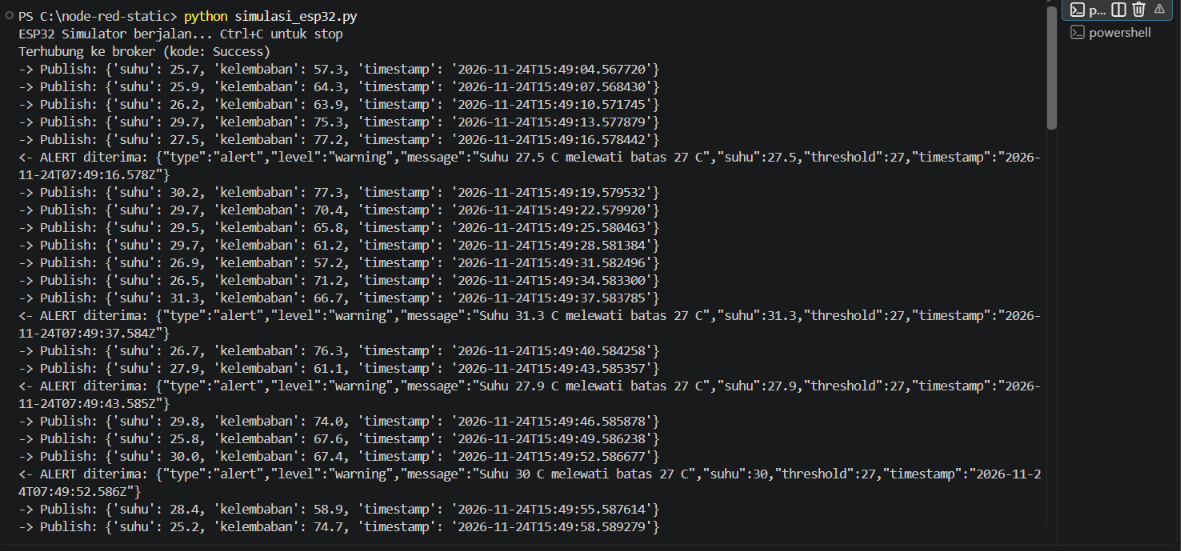 PS C:\node-red-static> python simulasi_esp32.py
ESP32 Simulator berjalan... Ctrl+C untuk stop
Terhubung ke broker (kode: Success)
-> Publish: {'suhu': 25.7, 'kelembaban': 57.3, 'timestamp': '2026-11-24T15:49:04.567720'}
-> Publish: {'suhu': 25.9, 'kelembaban': 64.3, 'timestamp': '2026-11-24T15:49:07.568430'}
-> Publish: {'suhu': 26.2, 'kelembaban': 63.9, 'timestamp': '2026-11-24T15:49:10.571745'}
-> Publish: {'suhu': 29.7, 'kelembaban': 75.3, 'timestamp': '2026-11-24T15:49:13.577879'}
-> Publish: {'suhu': 27.5, 'kelembaban': 77.2, 'timestamp': '2026-11-24T15:49:16.578442'}
<- ALERT diterima: {"type":"alert","level":"warning","message":"Suhu 27.5 C melewati batas 27 C","suhu":27.5,"threshold":27,"timestamp":"2026-
11-24T07:49:16.578Z"}
-> Publish: {'suhu': 30.2, 'kelembaban': 77.3, 'timestamp': '2026-11-24T15:49:19.579532'}
-> Publish: {'suhu': 29.7, 'kelembaban': 70.4, 'timestamp': '2026-11-24T15:49:22.579920'}
-> Publish: {'suhu': 29.5, 'kelembaban': 65.8, 'timestamp': '2026-11-24T15:49:25.580463'}
-> Publish: {'suhu': 29.7, 'kelembaban': 61.2, 'timestamp': '2026-11-24T15:49:28.581384'}
-> Publish: {'suhu': 26.9, 'kelembaban': 57.2, 'timestamp': '2026-11-24T15:49:31.582496'}
-> Publish: {'suhu': 26.5, 'kelembaban': 71.2, 'timestamp': '2026-11-24T15:49:34.583300'}
-> Publish: {'suhu': 31.3, 'kelembaban': 66.7, 'timestamp': '2026-11-24T15:49:37.583785'}
<- ALERT diterima: {"type":"alert","level":"warning","message":"Suhu 31.3 C melewati batas 27 C","suhu":31.3,"threshold":27,"timestamp":"2026-
11-24T07:49:37.584Z"}
-> Publish: {'suhu': 26.7, 'kelembaban': 76.3, 'timestamp': '2026-11-24T15:49:40.584258'}
-> Publish: {'suhu': 27.9, 'kelembaban': 61.1, 'timestamp': '2026-11-24T15:49:43.585357'}
<- ALERT diterima: {"type":"alert","level":"warning","message":"Suhu 27.9 C melewati batas 27 C","suhu":27.9,"threshold":27,"timestamp":"2026-
11-24T07:49:43.585Z"}
-> Publish: {'suhu': 29.8, 'kelembaban': 74.0, 'timestamp': '2026-11-24T15:49:46.585878'}
-> Publish: {'suhu': 25.8, 'kelembaban': 67.6, 'timestamp': '2026-11-24T15:49:49.586238'}
-> Publish: {'suhu': 30.0, 'kelembaban': 67.4, 'timestamp': '2026-11-24T15:49:52.586677'}
<- ALERT diterima: {"type":"alert","level":"warning","message":"Suhu 30 C melewati batas 27 C","suhu":30,"threshold":27,"timestamp":"2026-11-2
4T07:49:52.586Z"}
-> Publish: {'suhu': 28.4, 'kelembaban': 58.9, 'timestamp': '2026-11-24T15:49:55.587614'}
-> Publish: {'suhu': 25.2, 'kelembaban': 74.7, 'timestamp': '2026-11-24T15:49:58.589279'}
p...
powershell